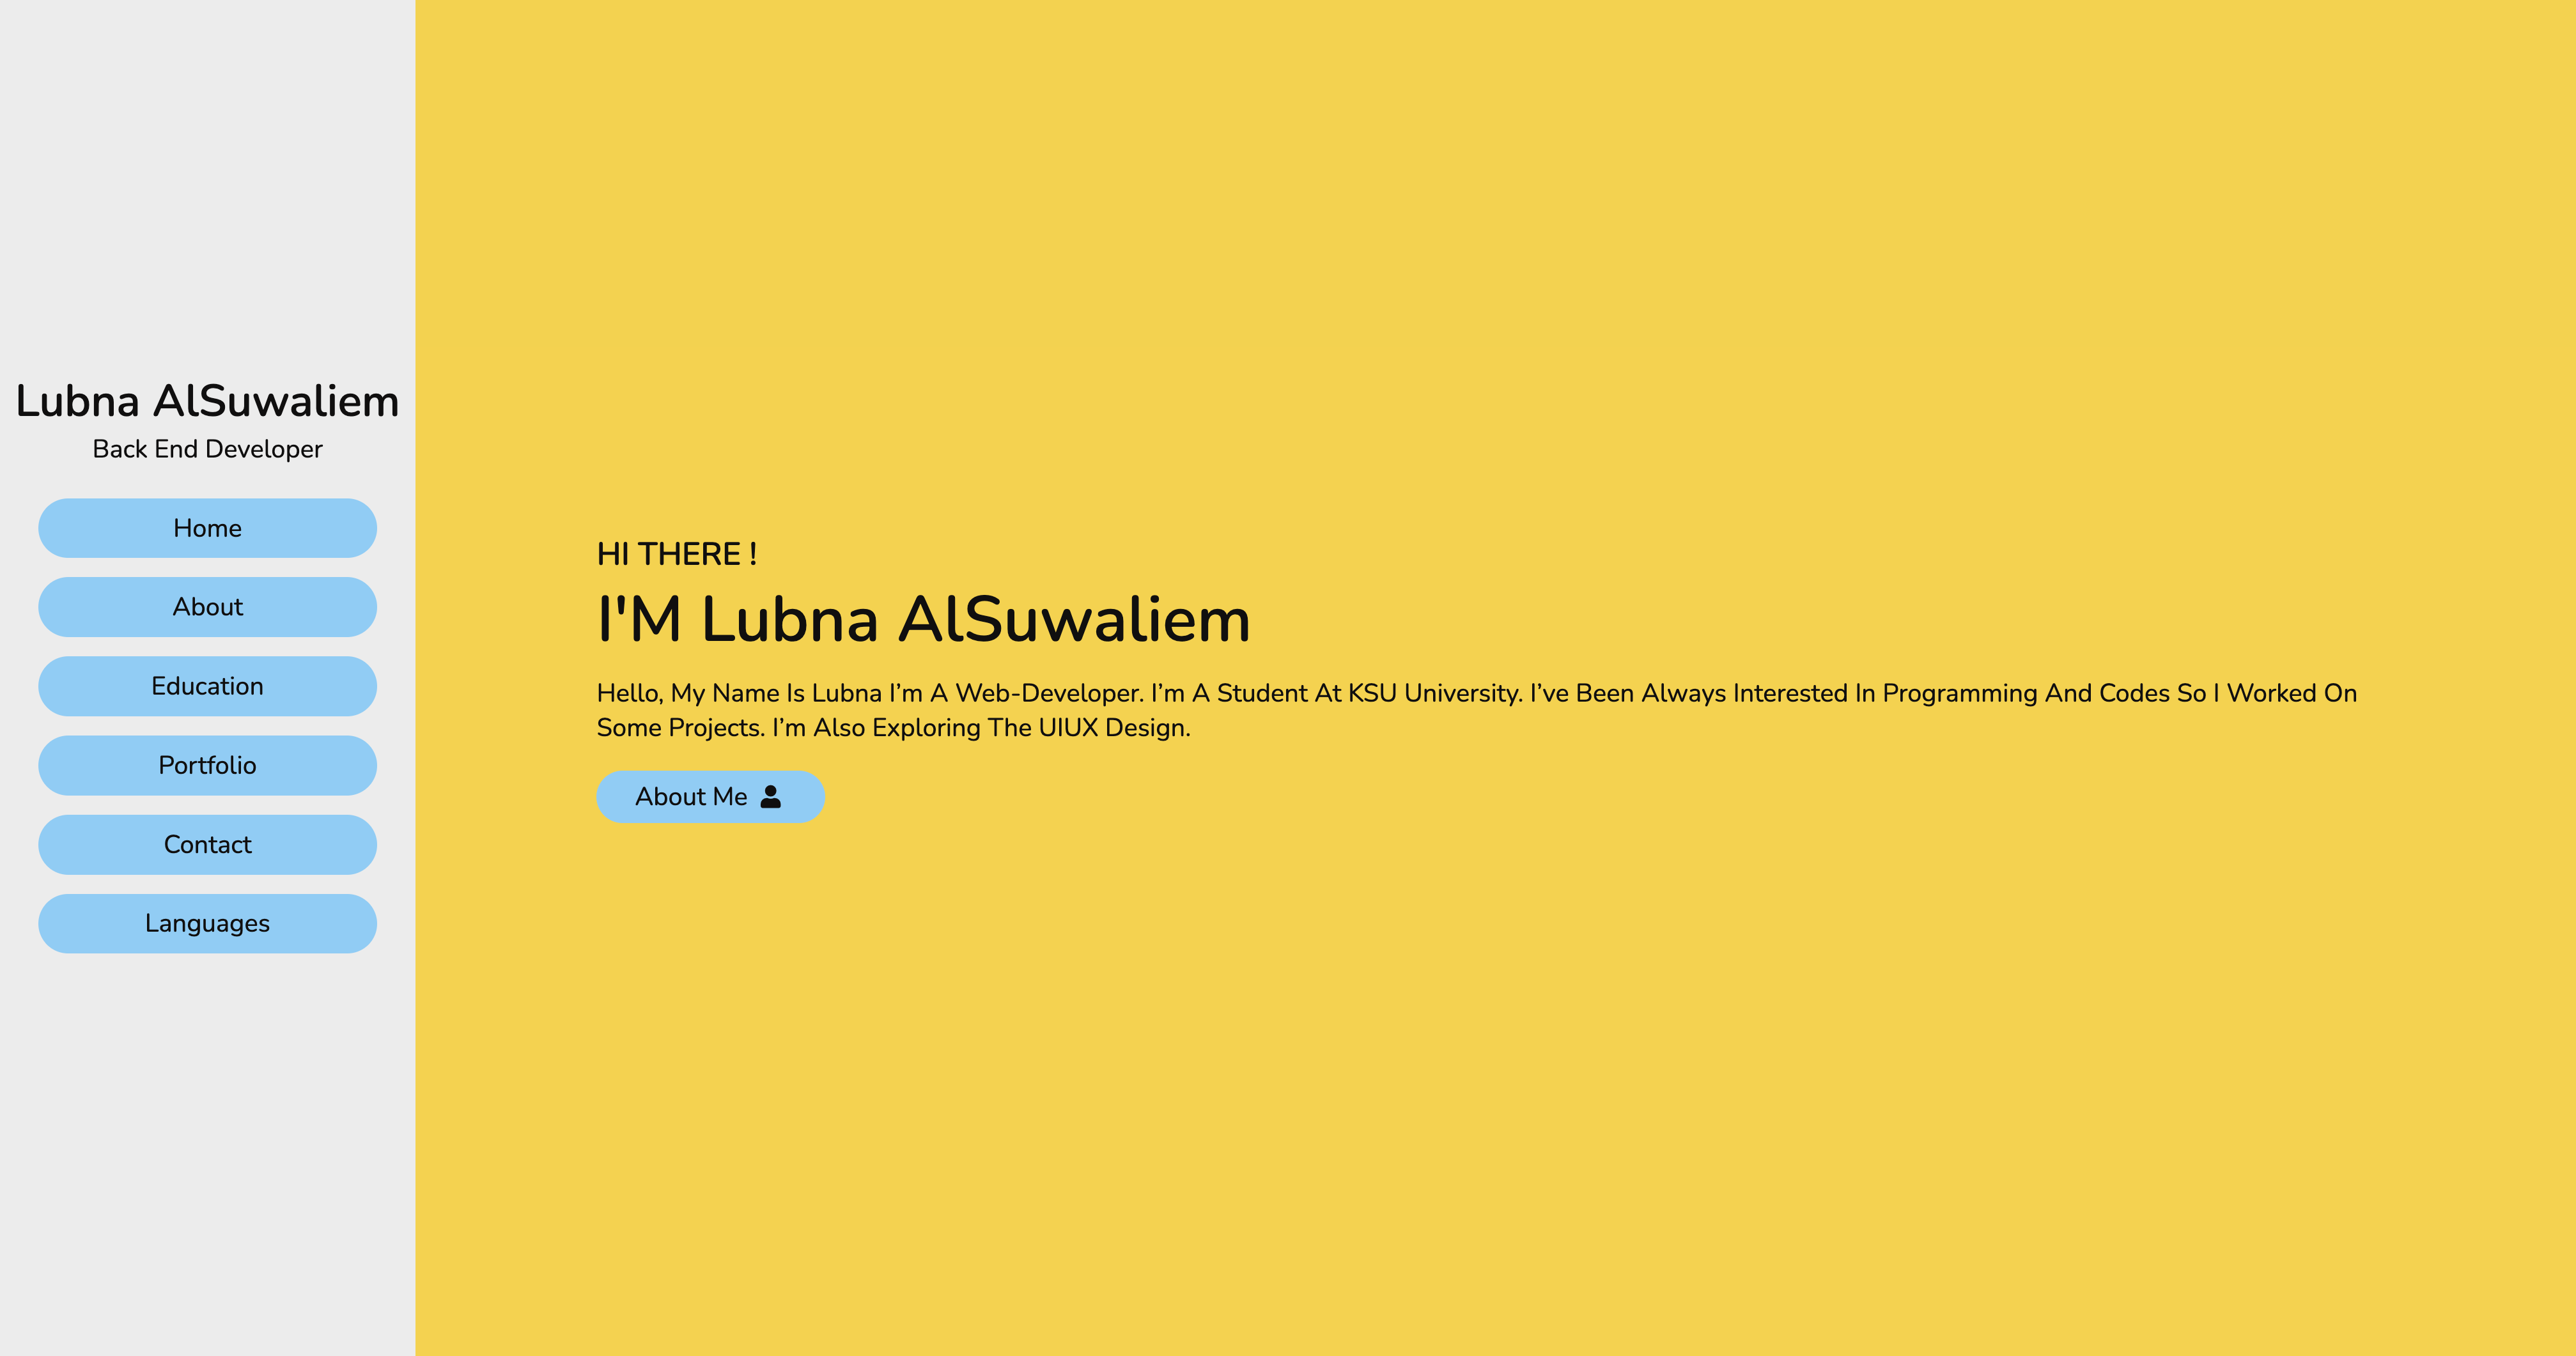 Lubna AlSuwaliem
Back End Developer
Home
About
Education
Portfolio
Contact
Languages
HI THERE !
I'M Lubna AlSuwaliem
Hello, My Name Is Lubna I’m A Web-Developer. I’m A Student At KSU University. I’ve Been Always Interested In Programming And Codes So I Worked On
Some Projects. I’m Also Exploring The UIUX Design.
About Me